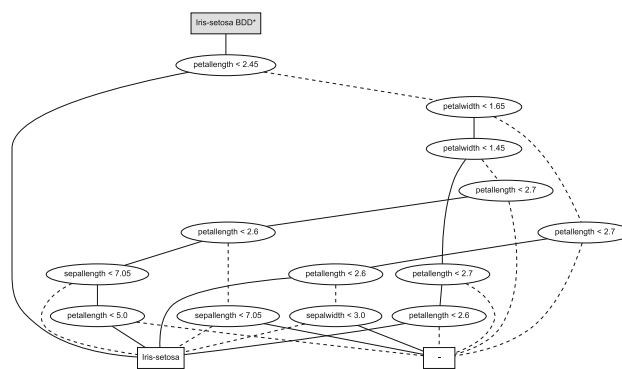 Iris-setosa BDD*
petallength < 2.45
petalwidth < 1.65
petalwidth < 1.45
petallength < 2.7
petallength < 2.6
petallength < 2.7
sepallength < 7.05
petallength < 2.6
petallength < 2.7
petallength < 5.0
sepallength < 7.05
sepalwidth < 3.0
petallength < 2.6
Iris-setosa
-